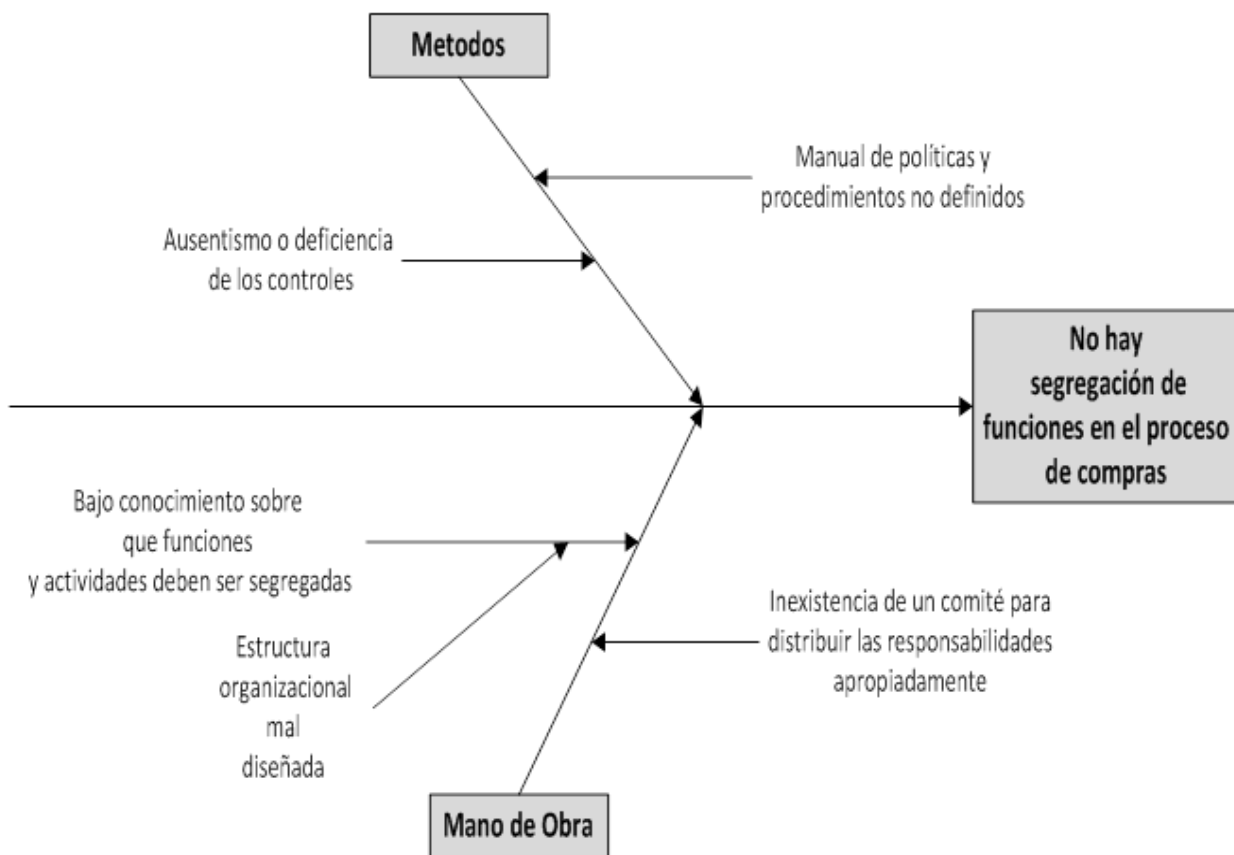 Metodos
Manual de políticas y
procedimientos no definidos
Ausentismo o deficiencia
de los controles
No hay
segregación de
funciones en el proceso
de compras
Bajo conocimiento sobre
que funciones
y actividades deben ser segregadas
Inexistencia de un comité para
distribuir las responsabilidades
apropiadamente
Estructura
organizacional
mal
diseñada
Mano de Obra